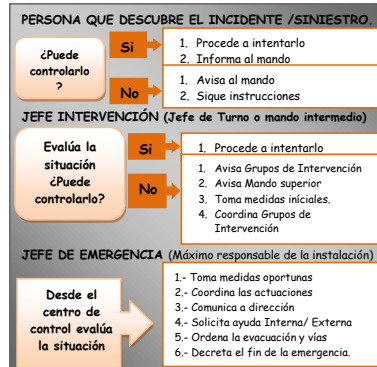 PERSONA QUE DESCUBRE EL INCIDENTE /SINIESTRO.
¿Puede
controlarlo
?
Si
1. Procede a intentarlo
2. Informa al mando
No
1. Avisa al mando
2. Sigue instrucciones
JEFE INTERVENCIÓN (Jefe de Turno o mando intermedio)
Evalúa la
situación
¿Puede
controlarlo?
Si
1. Procede a intentarlo
No
1. Avisa Grupos de Intervención
2. Avisa Mando superior
3. Toma medidas iníciales.
4. Coordina Grupos de
Intervención
JEFE DE EMERGENCIA (Máximo responsable de la instalación)
Desde el
centro de
control evalúa
la situación
1.- Toma medidas oportunas
2.- Coordina las actuaciones
3.- Comunica a dirección
4.- Solicita ayuda Interna/ Externa
5.- Ordena la evacuación y vías
6.- Decreta el fin de la emergencia.